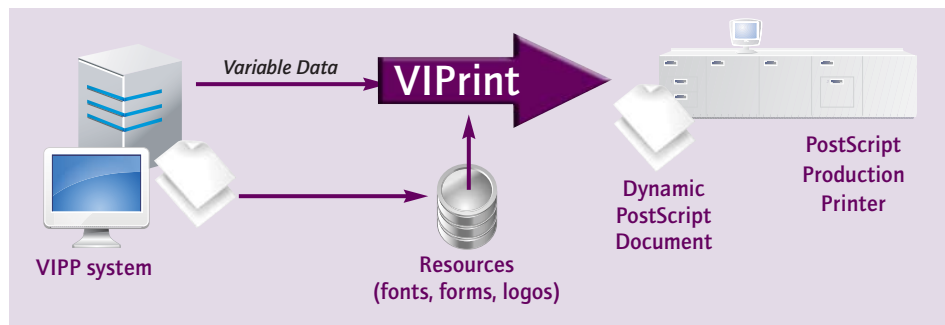 Variable Data
VIPrint
VIPP system
Resources
(fonts, forms, logos)
Dynamic
PostScript
Document
PostScript
Production
Printer